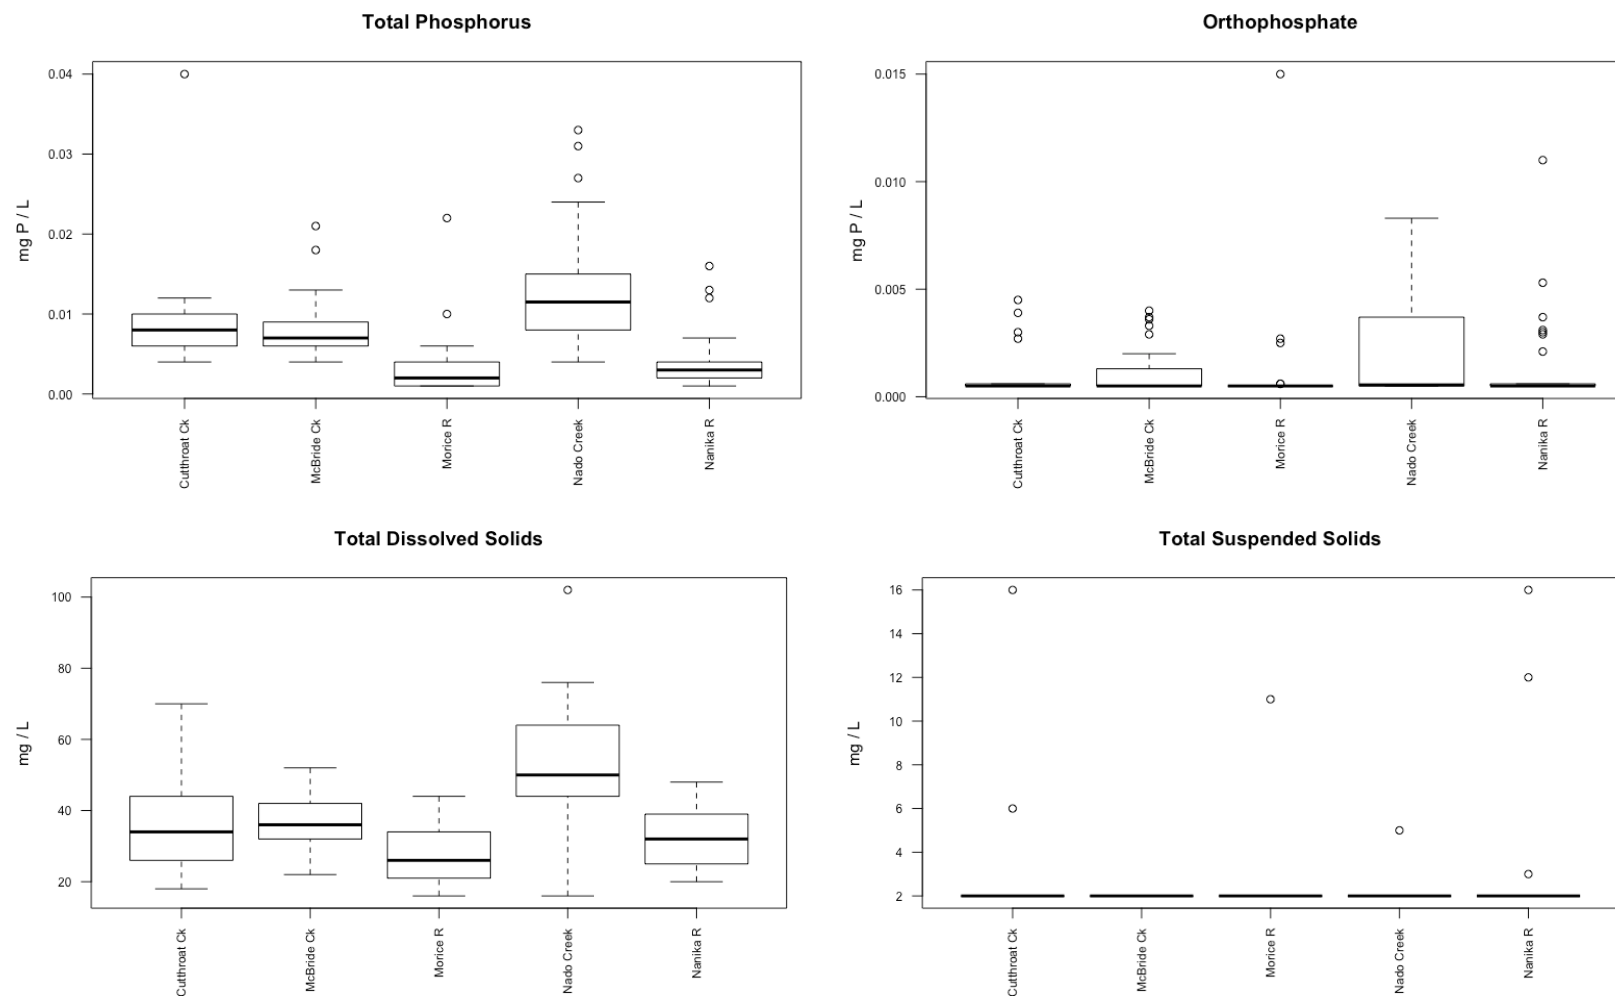 Total Phosphorus
mg P / L
0.04
0.03
0.02
0.01
0.00
Cutthroat Ck
McBride Ck
Morice R
Nado Creek
Nanika R
Orthophosphate
mg P / L
0.015
0.010
0.005
0.000
Cutthroat Ck
McBride Ck
Morice R
Nado Creek
Nanika R
Total Dissolved Solids
mg / L
100
80
60
40
20
Cutthroat Ck
McBride Ck
Morice R
Nado Creek
Nanika R
Total Suspended Solids
mg / L
16
14
12
10
8
6
4
2
Cutthroat Ck
McBride Ck
Morice R
Nado Creek
Nanika R